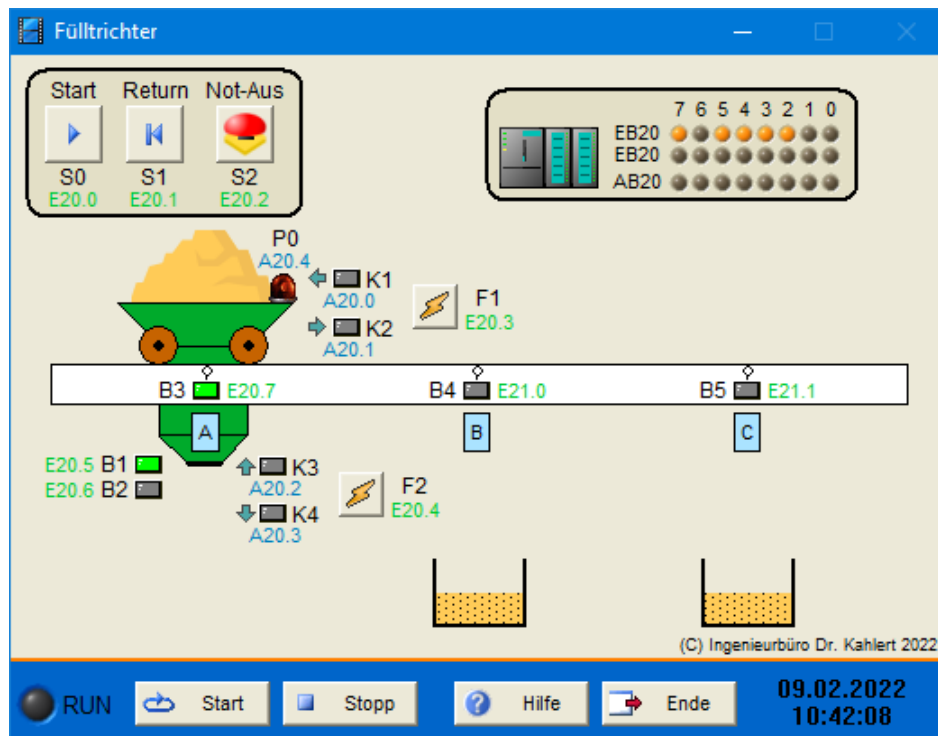 Fülltrichter
Start Return Not-Aus
S0 S1 S2
E20.0 E20.1 E20.2
7 6 5 4 3 2 1 0
EB20
EB20
AB20
P0
A20.4
K1
A20.0
K2
A20.1
F1
E20.3
B3 E20.7
B4 E21.0
B5 E21.1
A
B
C
E20.5 B1
E20.6 B2
K3
A20.2
K4
A20.3
F2
E20.4
(C) Ingenieurbüro Dr. Kahlert 2022
RUN Start Stopp Hilfe Ende
09.02.2022
10:42:08